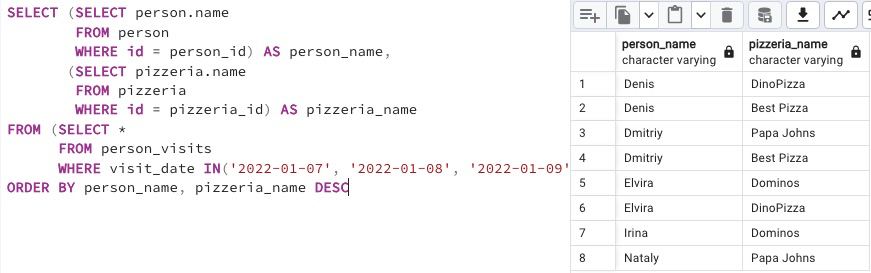 SELECT (SELECT person.name
FROM person
WHERE id = person_id) AS person_name,
(SELECT pizzeria.name
FROM pizzeria
WHERE id = pizzeria_id) AS pizzeria_name
FROM (SELECT *
FROM person_visits
WHERE visit_date IN('2022-01-07', '2022-01-08', '2022-01-09'
ORDER BY person_name, pizzeria_name DESC
person_name pizzeria_name
character varying character varying
1 Denis DinoPizza
2 Denis Best Pizza
3 Dmitriy Papa Johns
4 Dmitriy Best Pizza
5 Elvira Dominos
6 Elvira DinoPizza
7 Irina Dominos
8 Nataly Papa Johns